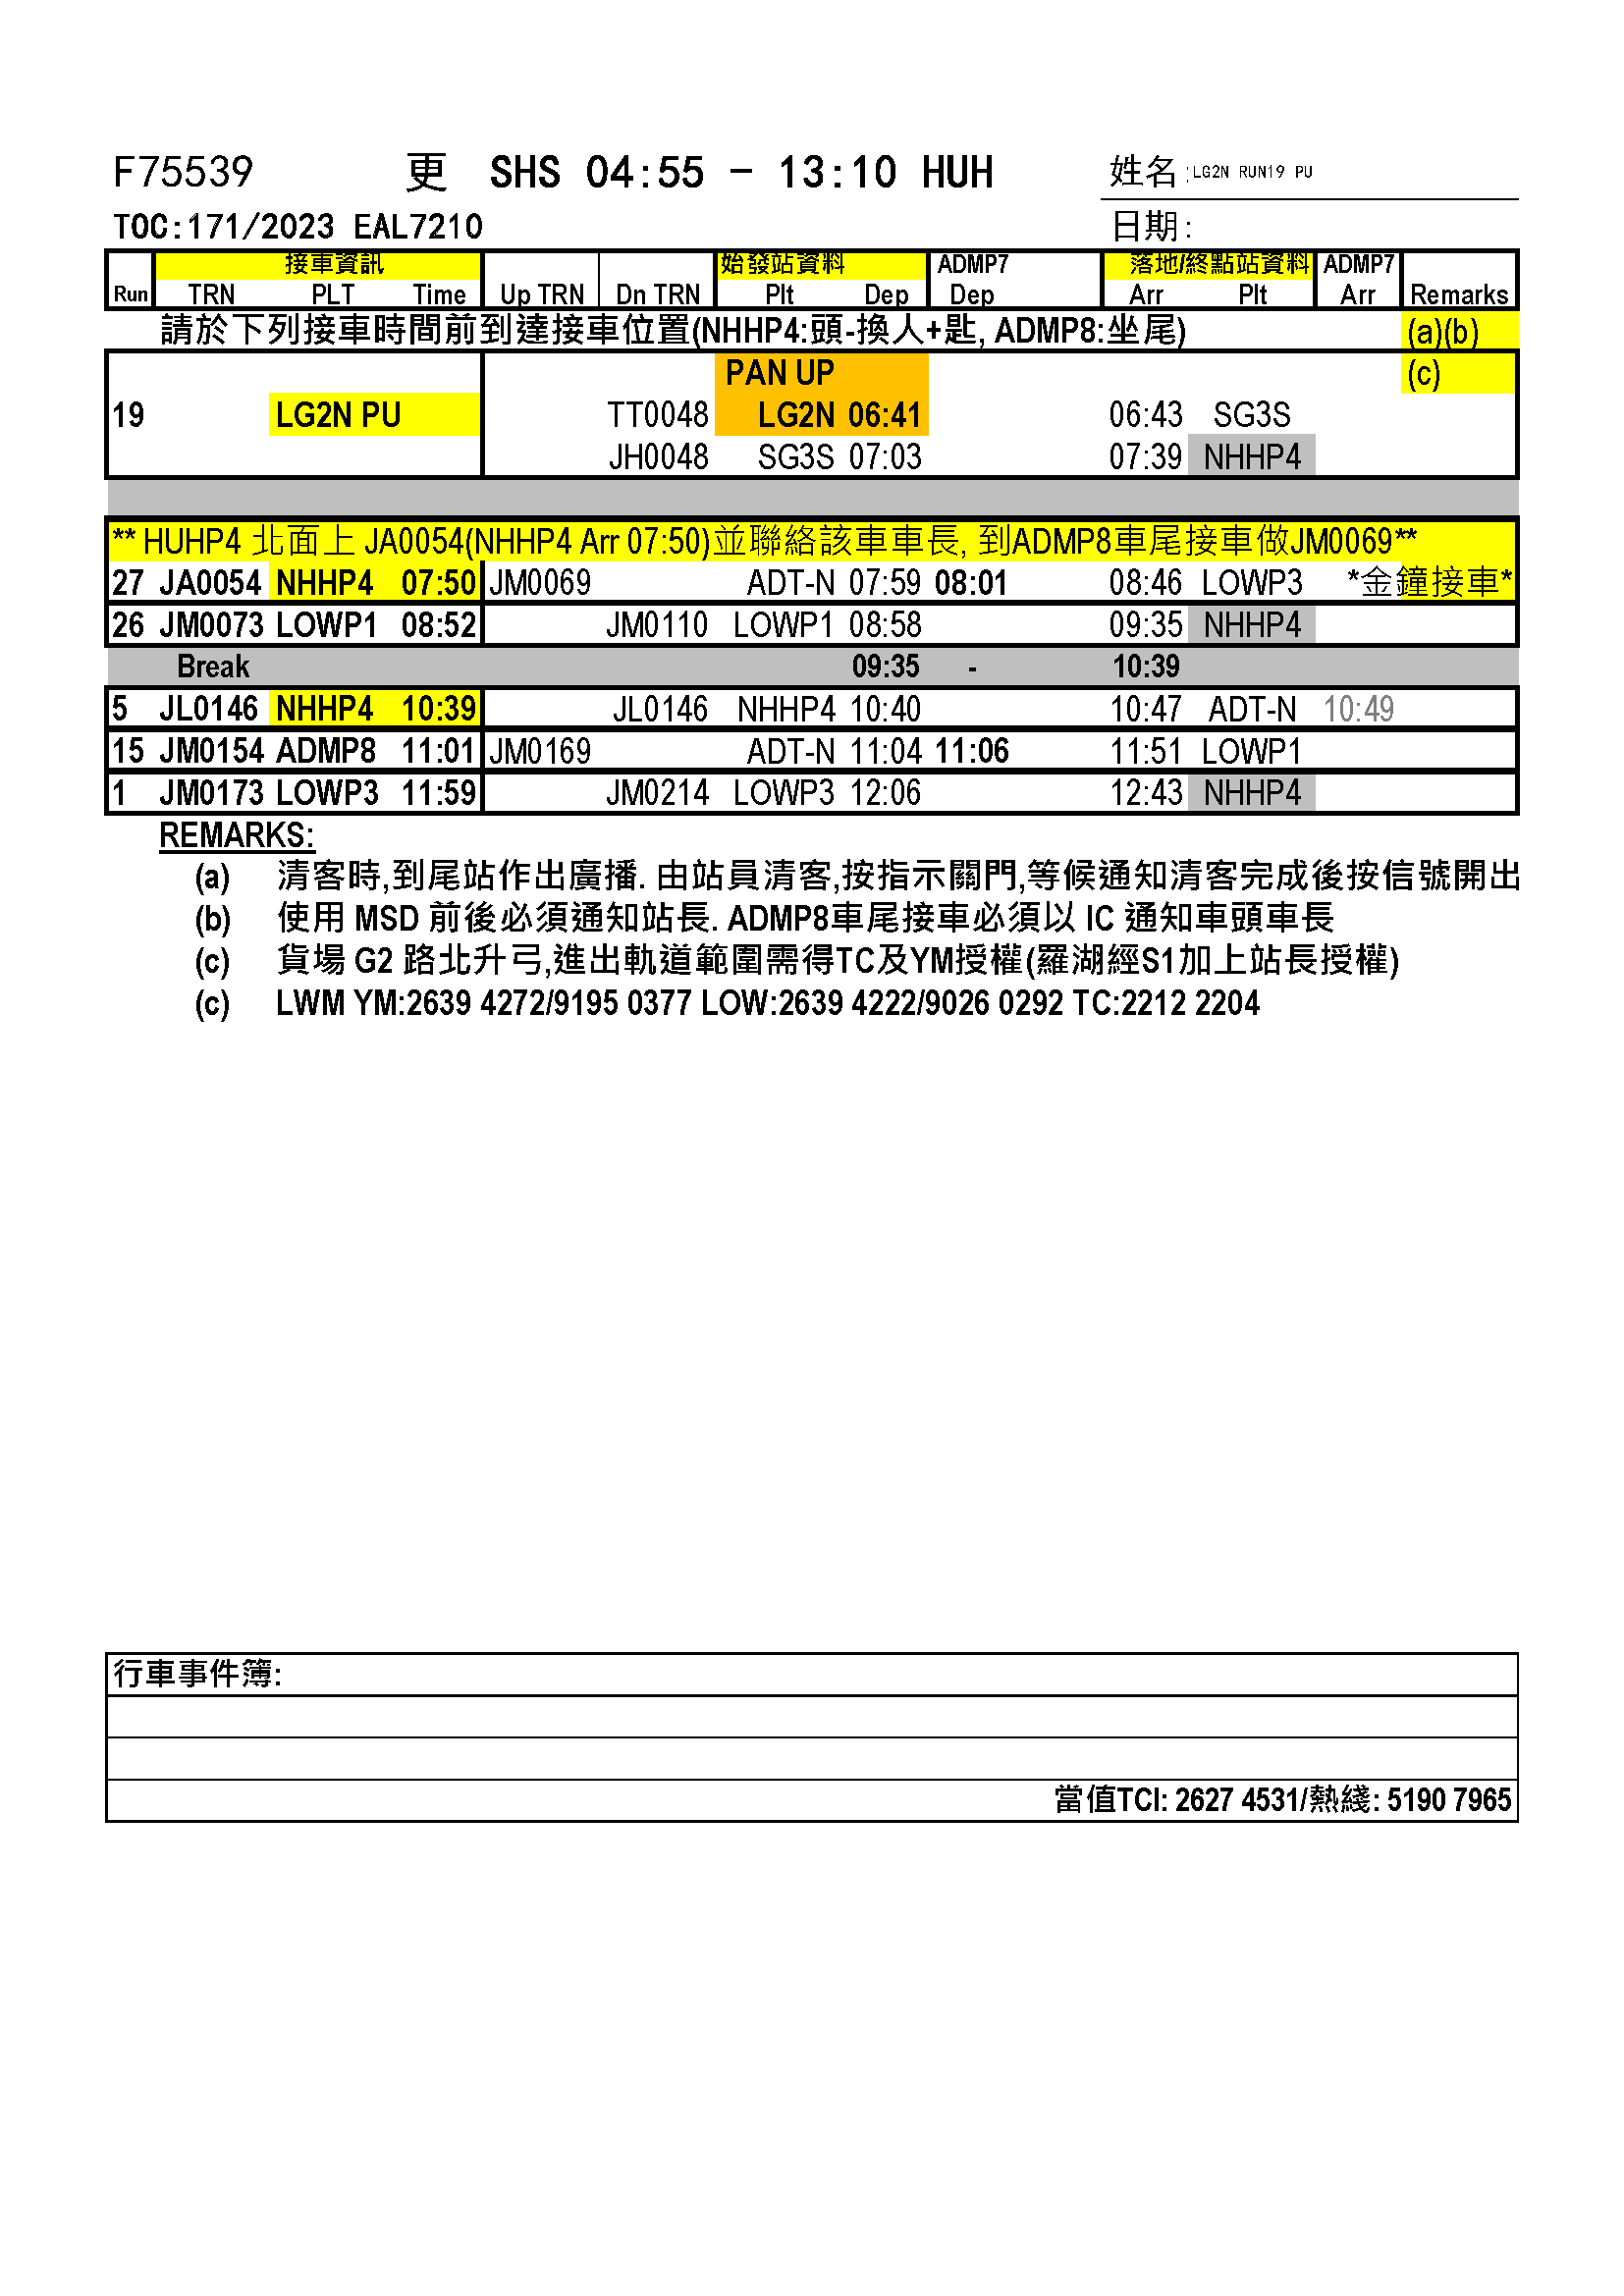 F75539 更 SHS 04:55 - 13:10 HUH 姓名:LG2N RUN19 PU
TOC:171/2023 EAL7210 日期:
接車資訊 始發站資料 ADMP7 落地/終點站資料 ADMP7
Run TRN PLT Time Up TRN Dn TRN Plt Dep Dep Arr Plt Arr Remarks
請於下列接車時間前到達接車位置(NHHP4:頭-換人+匙, ADMP8:坐尾) (a)(b)
PAN UP (c)
19 LG2N PU TT0048 LG2N 06:41 06:43 SG3S
JH0048 SG3S 07:03 07:39 NHHP4
** HUHP4 北面上 JA0054(NHHP4 Arr 07:50)並聯絡該車車長, 到ADMP8車尾接車做JM0069**
27 JA0054 NHHP4 07:50 JM0069 ADT-N 07:59 08:01 08:46 LOWP3 *金鐘接車*
26 JM0073 LOWP1 08:52 JM0110 LOWP1 08:58 09:35 NHHP4
Break 09:35 - 10:39
5 JL0146 NHHP4 10:39 JL0146 NHHP4 10:40 10:47 ADT-N 10:49
15 JM0154 ADMP8 11:01 JM0169 ADT-N 11:04 11:06 11:51 LOWP1
1 JM0173 LOWP3 11:59 JM0214 LOWP3 12:06 12:43 NHHP4
REMARKS:
(a) 清客時,到尾站作出廣播. 由站員清客,按指示關門,等候通知清客完成後按信號開出
(b) 使用 MSD 前後必須通知站長. ADMP8車尾接車必須以 IC 通知車頭車長
(c) 貨場 G2 路北升弓,進出軌道範圍需得TC及YM授權(羅湖經S1加上站長授權)
(c) LWM YM:2639 4272/9195 0377 LOW:2639 4222/9026 0292 TC:2212 2204
行車事件簿:
當值TCI: 2627 4531/熱綫: 5190 7965